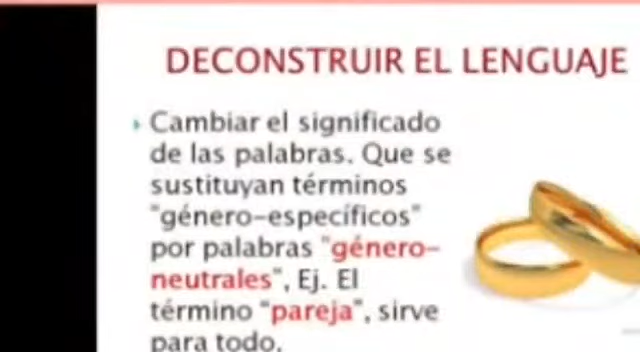 DECONSTRUIR EL LENGUAJE
Cambiar el significado
de las palabras. Que se
sustituyan términos
"género-específicos"
por palabras "género-
neutrales", Ej. El
término "pareja", sirve
para todo.